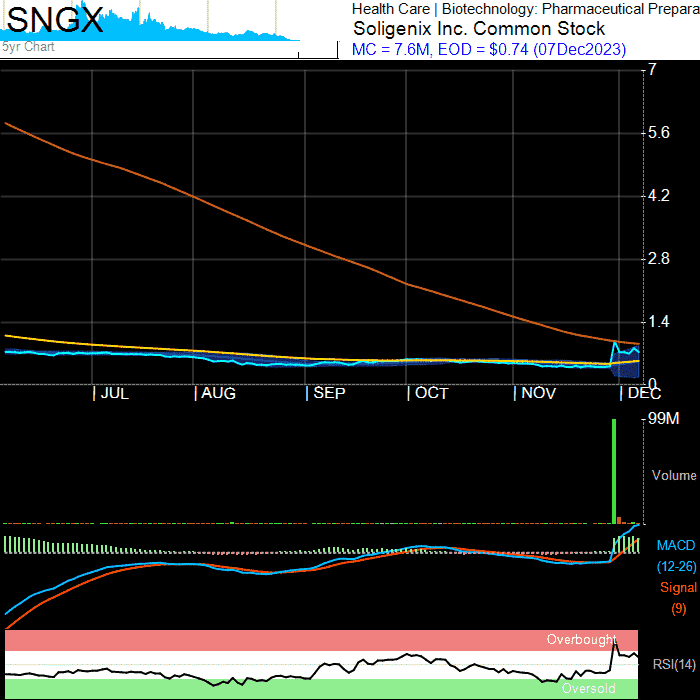 SNGX
5yr Chart
Health Care | Biotechnology: Pharmaceutical Prepara
Soligenix Inc. Common Stock
MC = 7.6M, EOD = $0.74 (07Dec2023)
7
5.6
4.2
2.8
1.4
0
| JUL | AUG | SEP | OCT | NOV | DEC
99M
Volume
MACD
(12-26)
Signal
(9)
Overbought
RSI(14)
Oversold